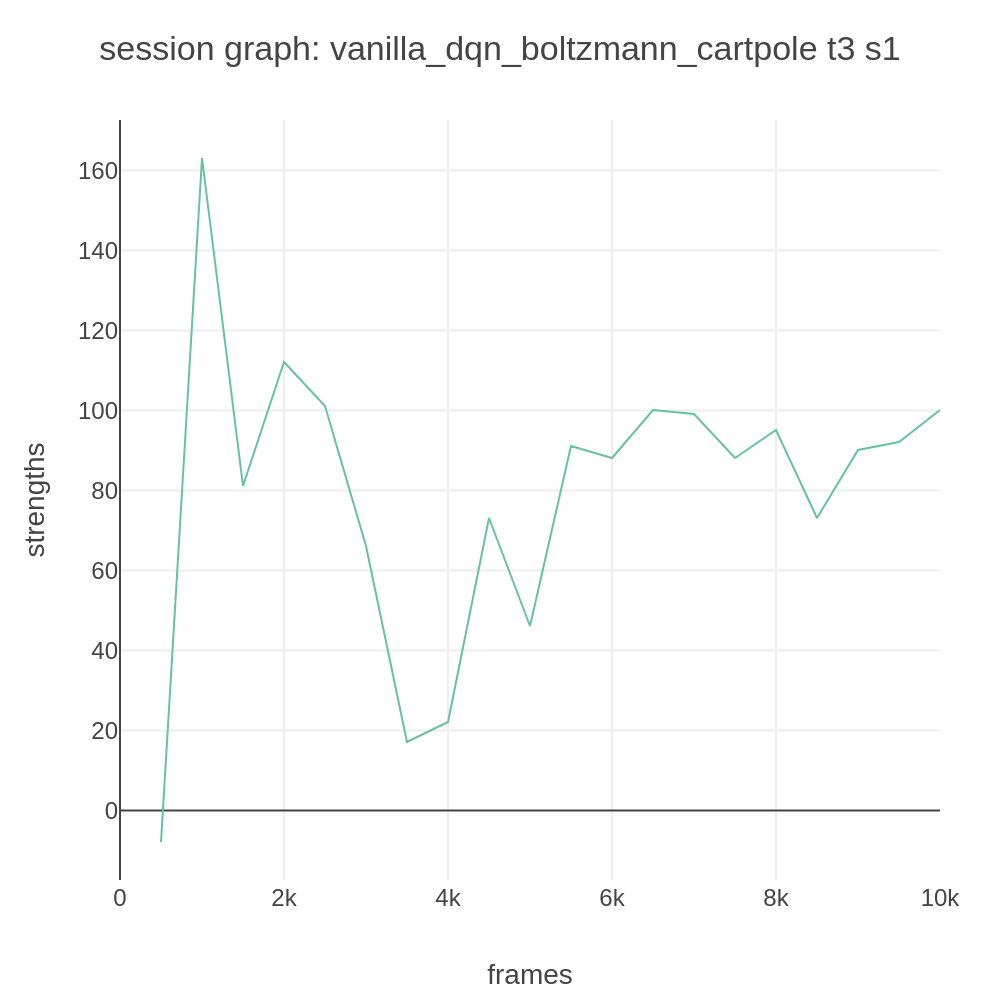 session graph: vanilla_dqn_boltzmann_cartpole t3 s1
160
140
120
100
80
60
40
20
0
strengths
0 2k 4k 6k 8k 10k
frames